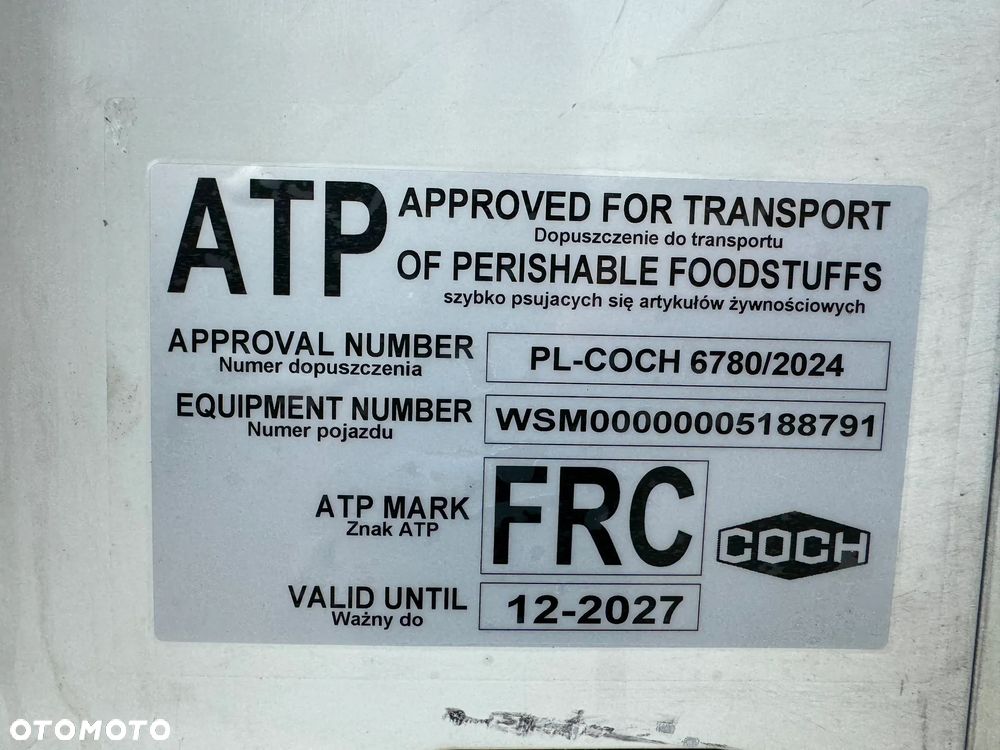 ATP
APPROVED FOR TRANSPORT
Dopuszczenie do transportu
OF PERISHABLE FOODSTUFFS
szybko psujacych się artykułów żywnościowych
APPROVAL NUMBER PL-COCH 6780/2024
Numer dopuszczenia
EQUIPMENT NUMBER WSM00000005188791
Numer pojazdu
ATP MARK FRC
Znak ATP
COCH
VALID UNTIL 12-2027
Ważny do
OTOMOTO